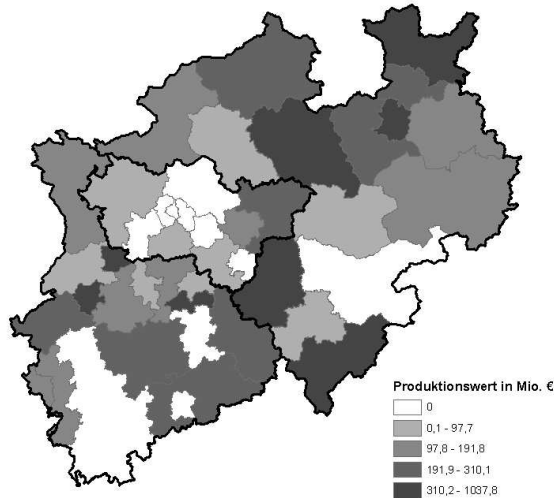 Produktionswert in Mio. €
0
0,1 - 97,7
97,8 - 191,8
191,9 - 310,1
310,2 - 1037,8